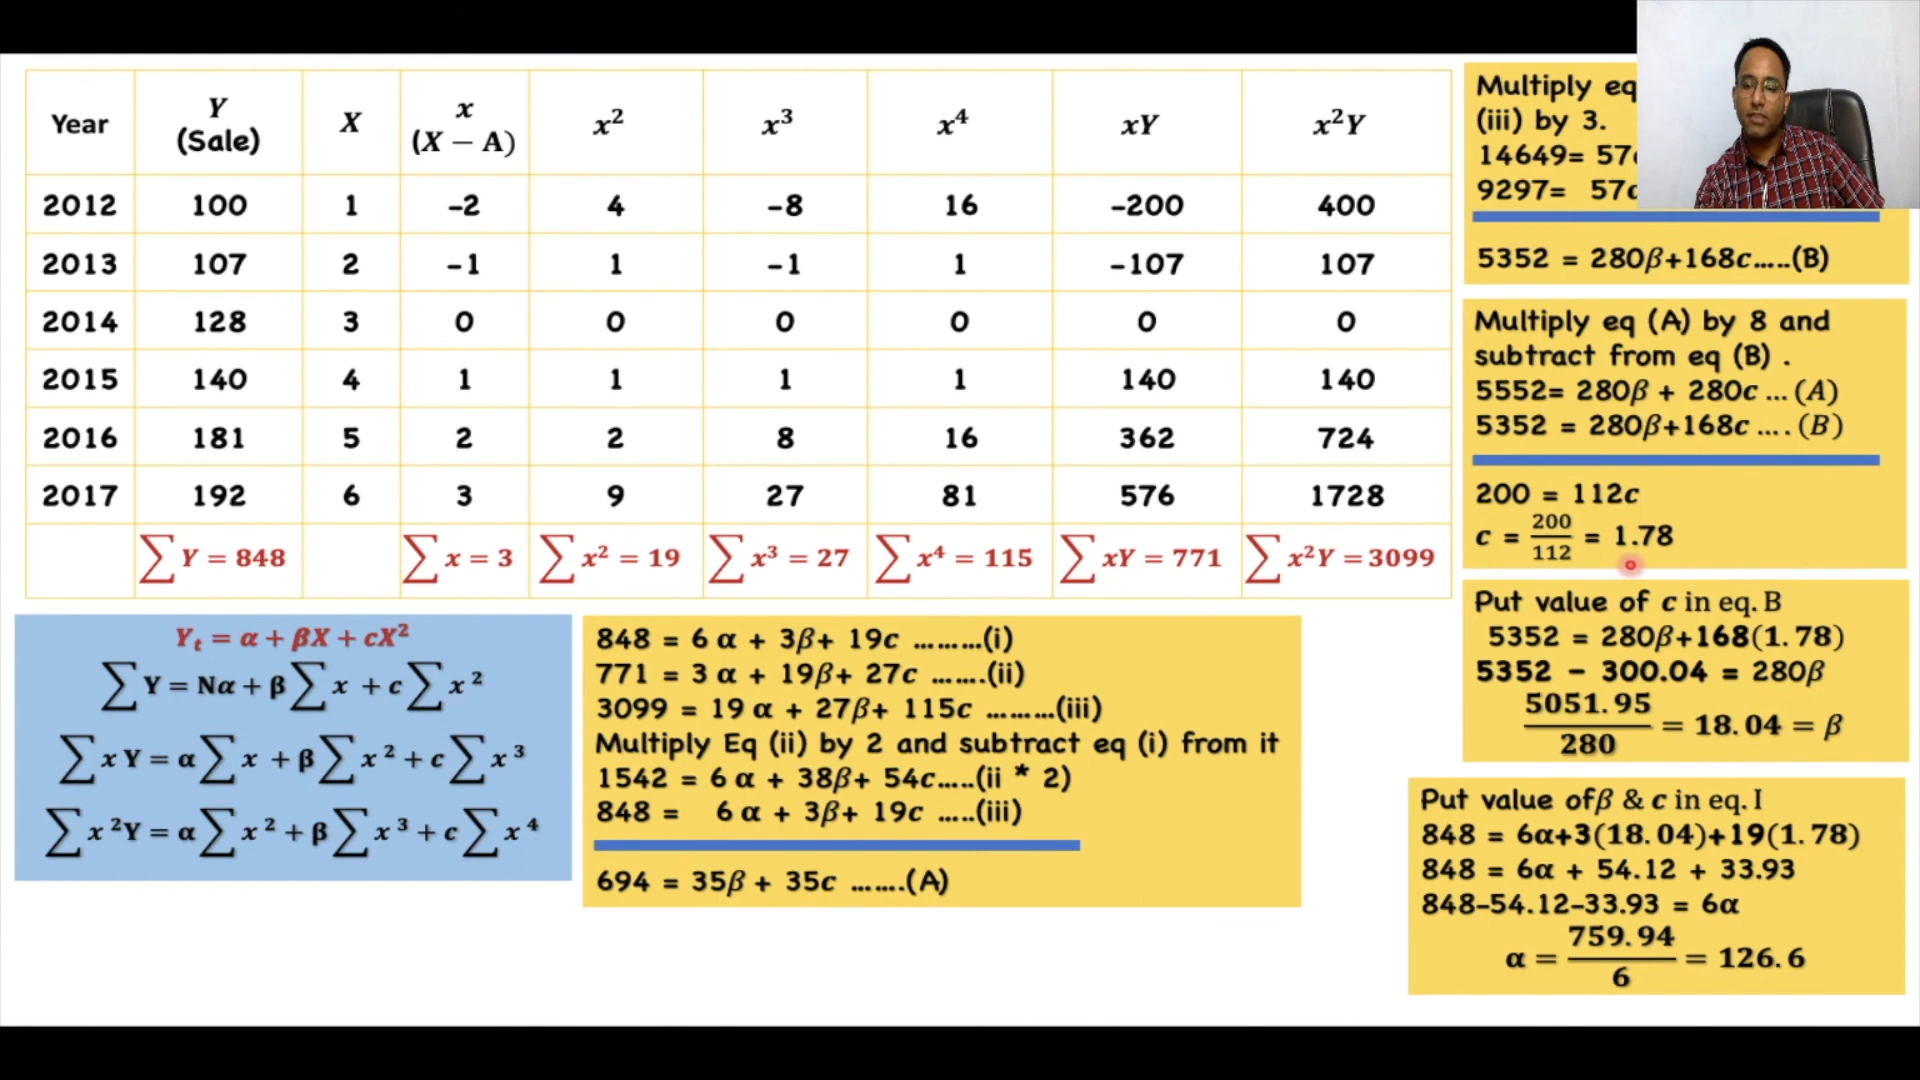 Year Y (Sale) X x (X − A) x² x³ x⁴ xY x²Y
2012 100 1 -2 4 -8 16 -200 400
2013 107 2 -1 1 -1 1 -107 107
2014 128 3 0 0 0 0 0 0
2015 140 4 1 1 1 1 140 140
2016 181 5 2 2 8 16 362 724
2017 192 6 3 9 27 81 576 1728
∑ Y = 848 ∑ x = 3 ∑ x² = 19 ∑ x³ = 27 ∑ x⁴ = 115 ∑ xY = 771 ∑ x²Y = 3099
Yₜ = α + βX + cX²
∑ Y = Nα + β ∑ x + c ∑ x²
∑ x Y = α ∑ x + β ∑ x² + c ∑ x³
∑ x²Y = α ∑ x² + β ∑ x³ + c ∑ x⁴
848 = 6 α + 3β+ 19c .........(i)
771 = 3 α + 19β+ 27c .......(ii)
3099 = 19 α + 27β+ 115c .........(iii)
Multiply Eq (ii) by 2 and subtract eq (i) from it
1542 = 6 α + 38β+ 54c.....(ii * 2)
848 = 6 α + 3β+ 19c .....(iii)
694 = 35β + 35c .......(A)
Multiply eq
(iii) by 3.
14649= 57
9297= 57
5352 = 280β+168c.....(B)
Multiply eq (A) by 8 and
subtract from eq (B) .
5552= 280β + 280c ... (A)
5352 = 280β+168c .... (B)
200 = 112c
c = 200/112 = 1.78
Put value of c in eq. B
5352 = 280β+168(1.78)
5352 − 300.04 = 280β
5051.95/280 = 18.04 = β
Put value ofβ & c in eq. I
848 = 6α+3(18.04)+19(1.78)
848 = 6α + 54.12 + 33.93
848-54.12-33.93 = 6α
α = 759.94/6 = 126.6